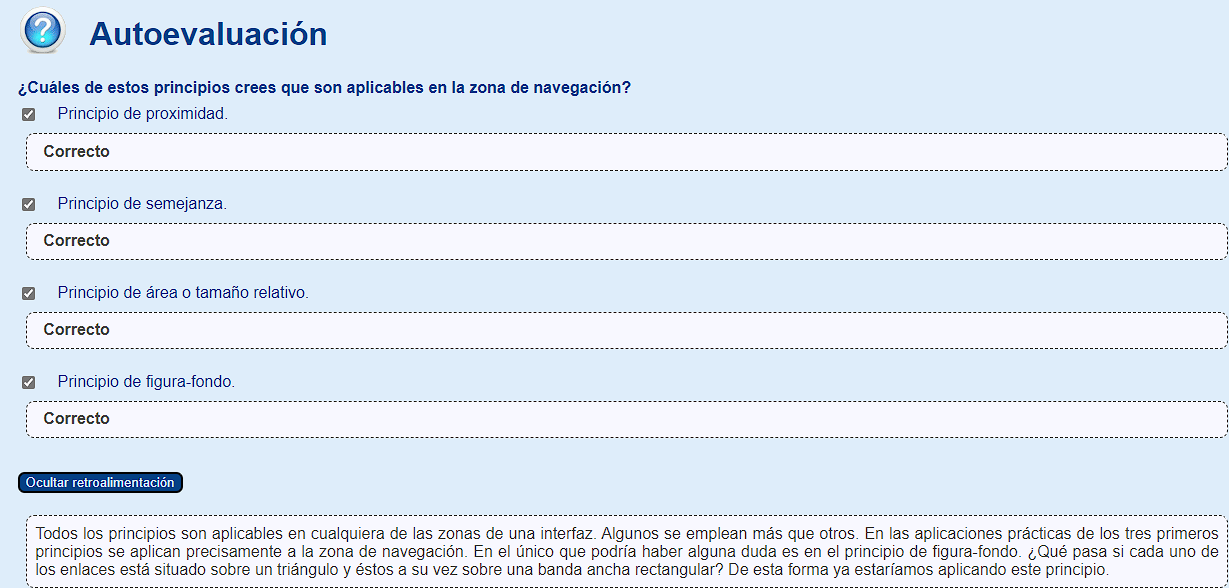 Autoevaluación
¿Cuáles de estos principios crees que son aplicables en la zona de navegación?
Principio de proximidad.
Correcto
Principio de semejanza.
Correcto
Principio de área o tamaño relativo.
Correcto
Principio de figura-fondo.
Correcto
Ocultar retroalimentación
Todos los principios son aplicables en cualquiera de las zonas de una interfaz. Algunos se emplean más que otros. En las aplicaciones prácticas de los tres primeros
principios se aplican precisamente a la zona de navegación. En el único que podría haber alguna duda es en el principio de figura-fondo. ¿Qué pasa si cada uno de
los enlaces está situado sobre un triángulo y éstos a su vez sobre una banda ancha rectangular? De esta forma ya estaríamos aplicando este principio.